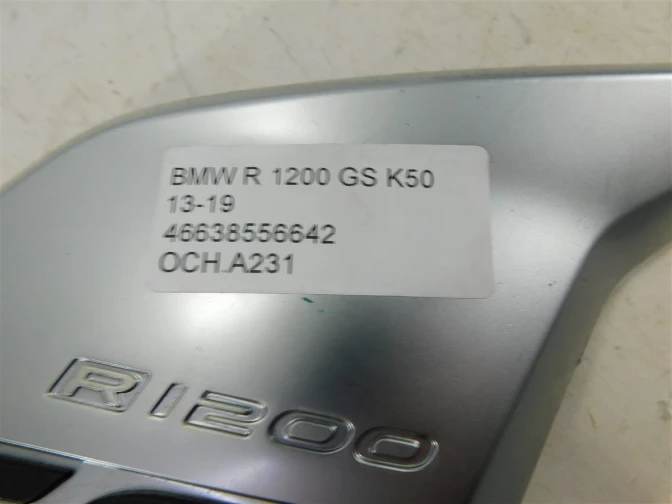 BMW R 1200 GS K50
13-19
46638556642
OCH.A231
R1200